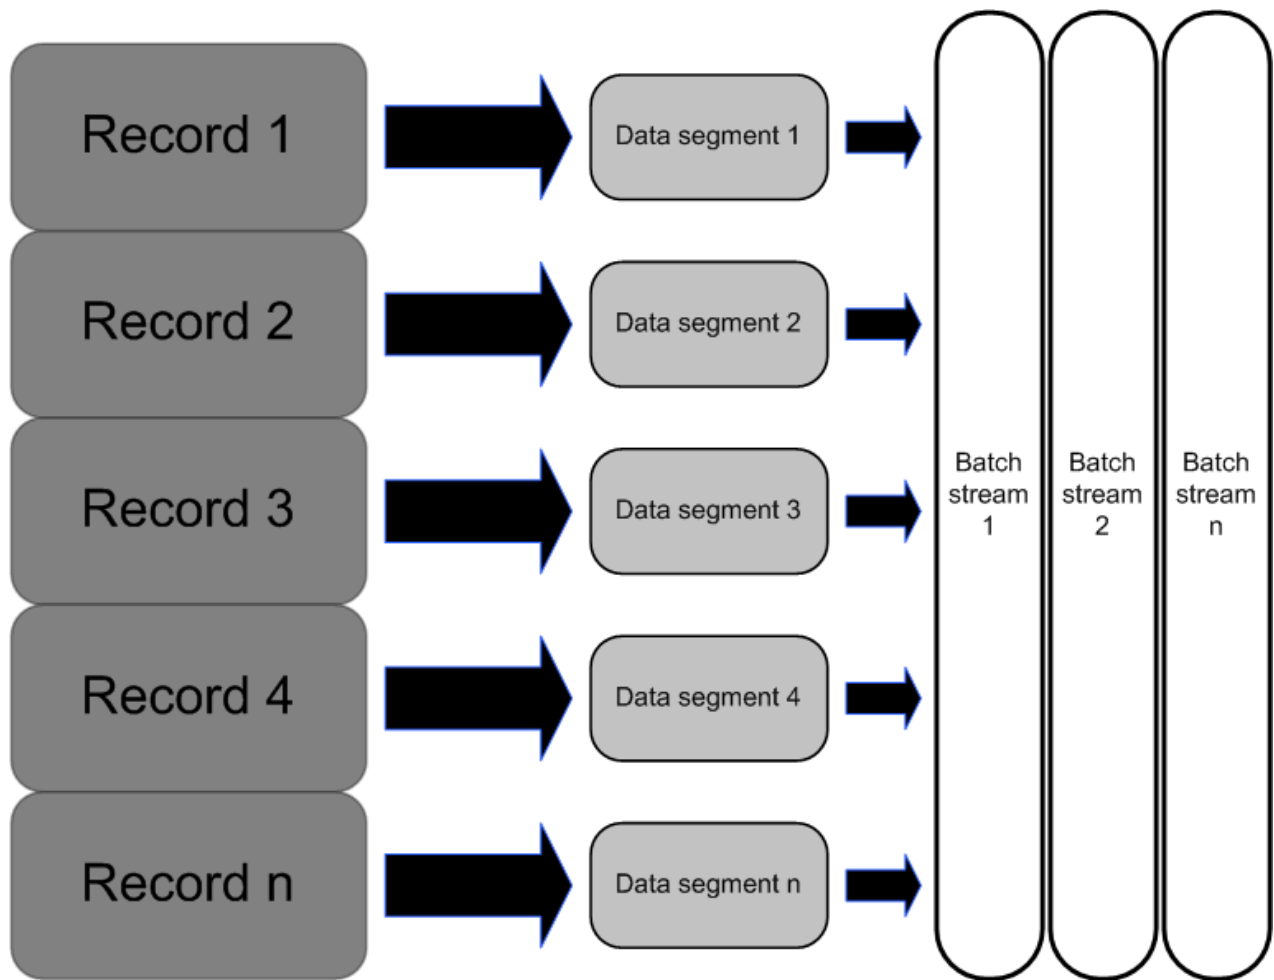 Record 1
Data segment 1
Record 2
Data segment 2
Record 3
Data segment 3
Record 4
Data segment 4
Record n
Data segment n
Batch
stream
1
Batch
stream
2
Batch
stream
n